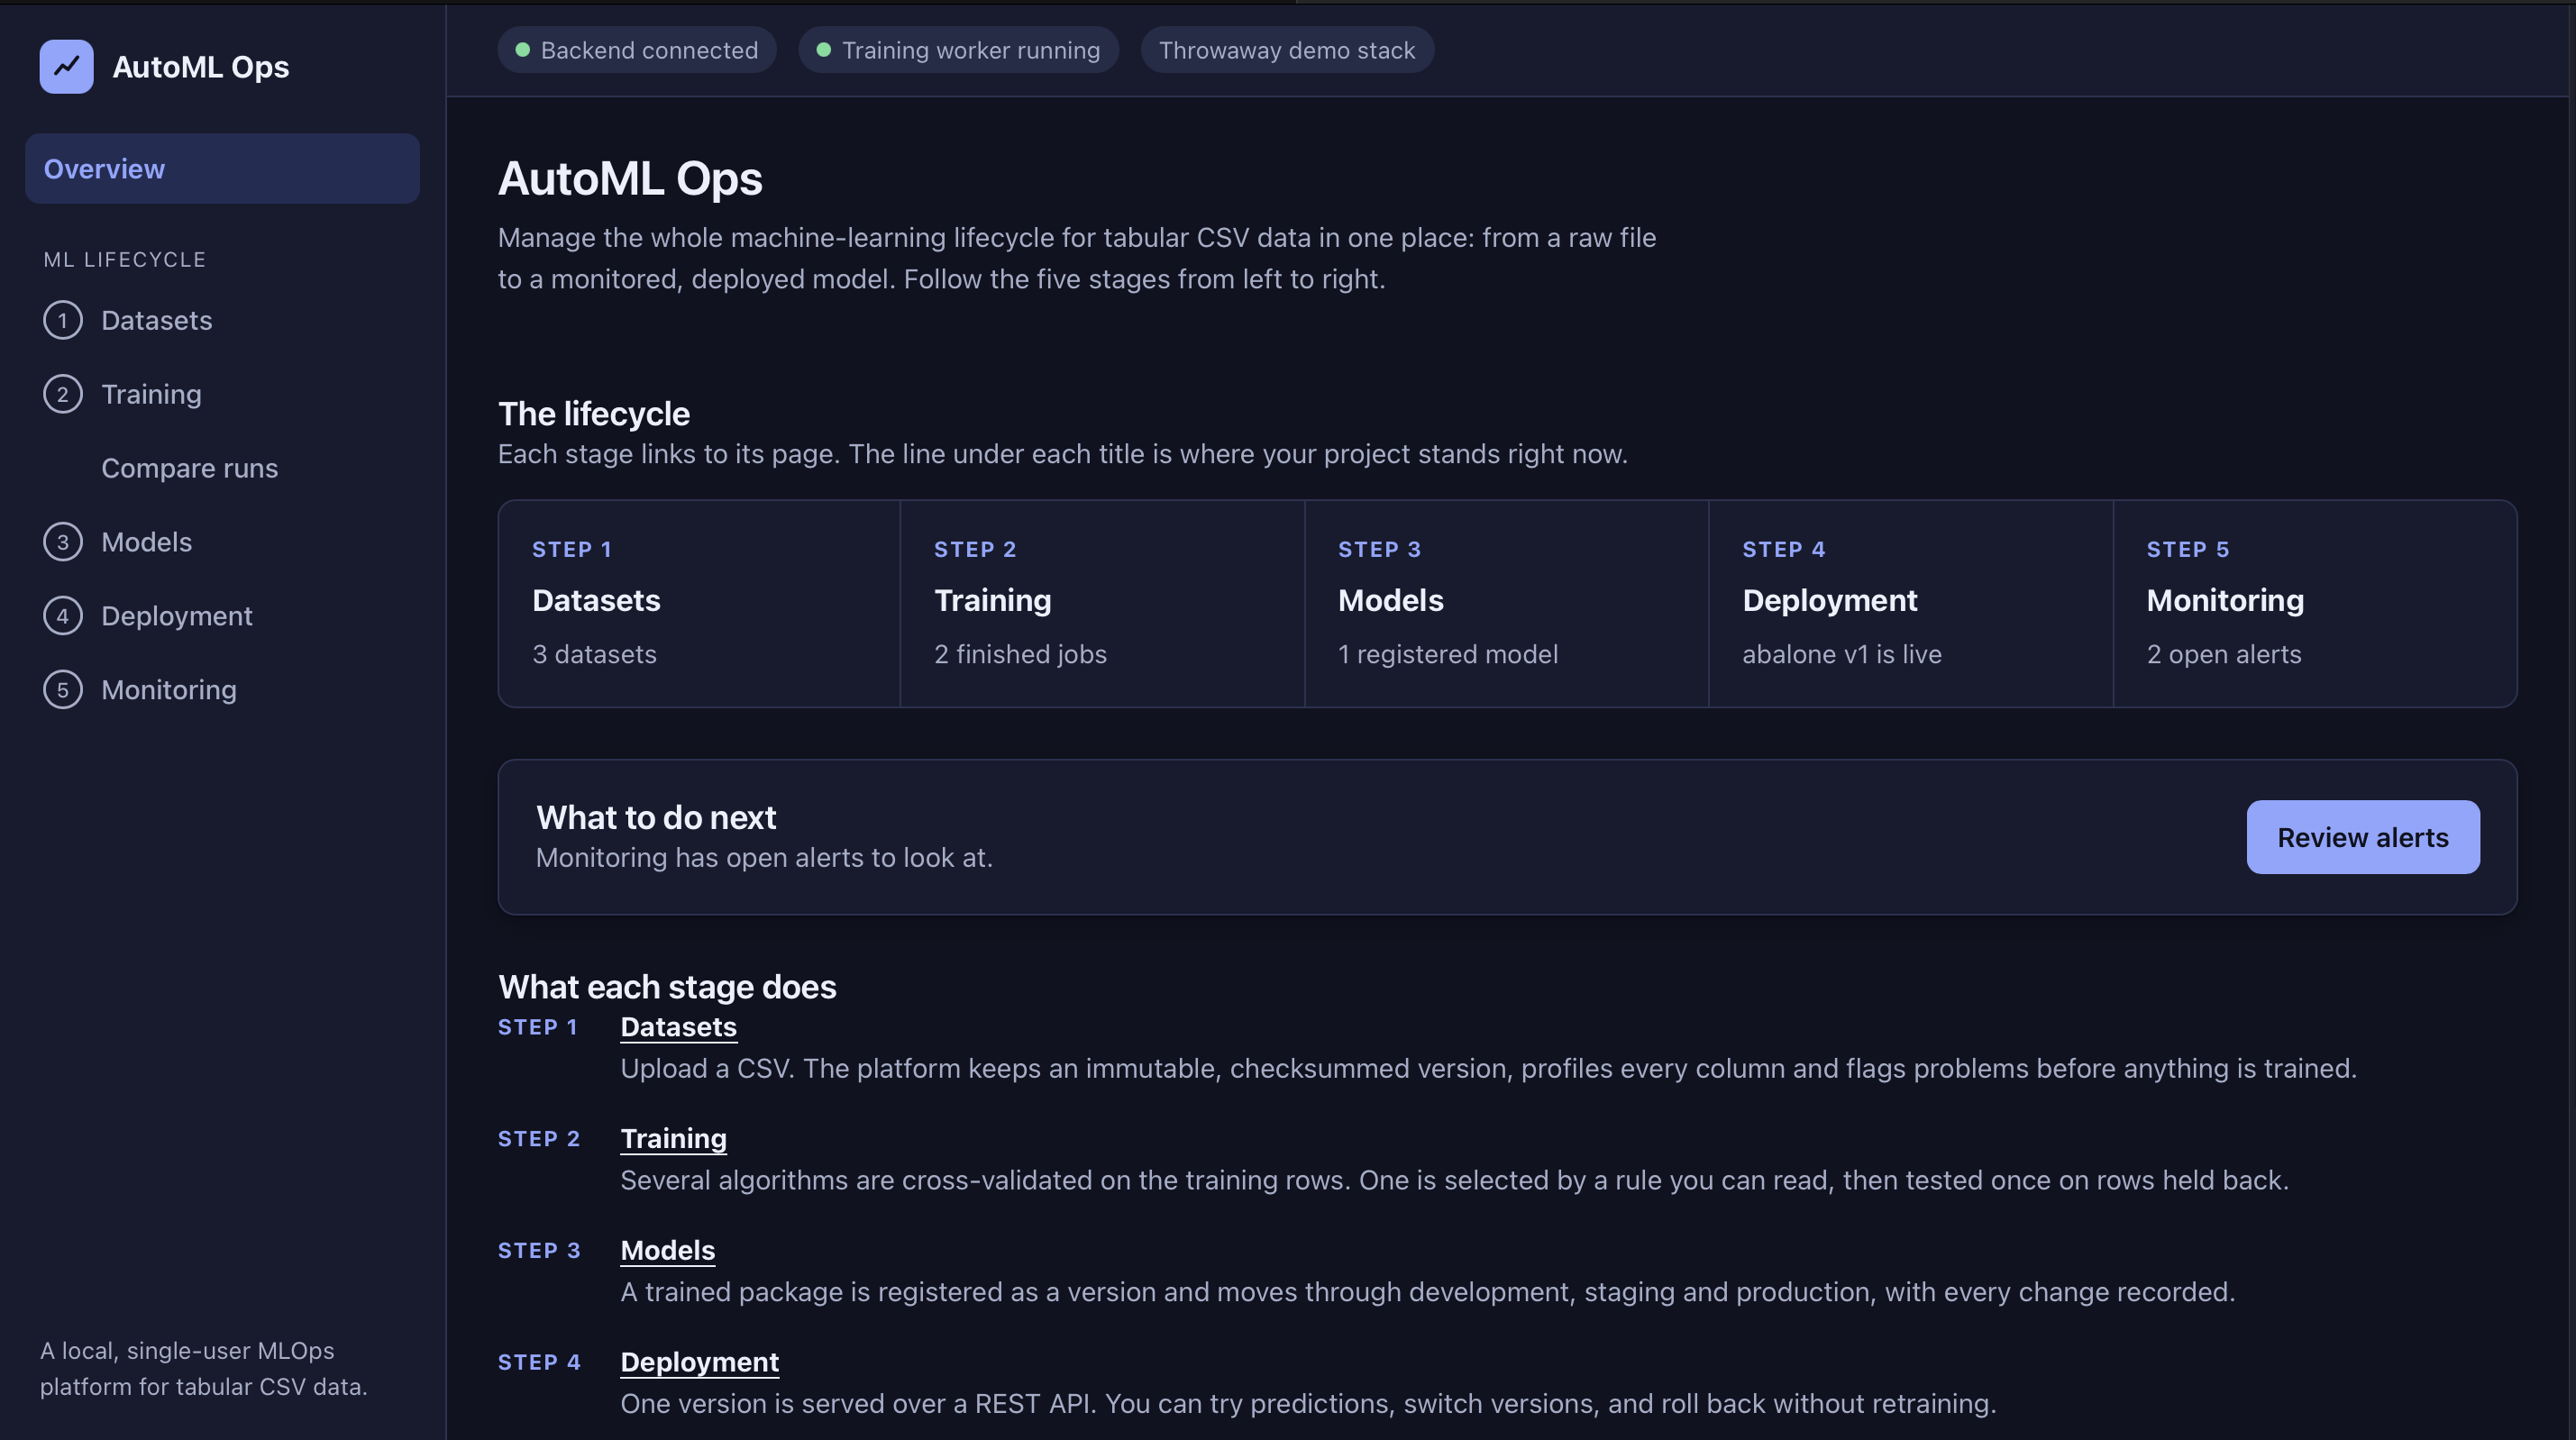 AutoML Ops
Overview
ML LIFECYCLE
1 Datasets
2 Training
Compare runs
3 Models
4 Deployment
5 Monitoring
A local, single-user MLOps
platform for tabular CSV data.
Backend connected
Training worker running
Throwaway demo stack
AutoML Ops
Manage the whole machine-learning lifecycle for tabular CSV data in one place: from a raw file
to a monitored, deployed model. Follow the five stages from left to right.
The lifecycle
Each stage links to its page. The line under each title is where your project stands right now.
STEP 1
Datasets
3 datasets
STEP 2
Training
2 finished jobs
STEP 3
Models
1 registered model
STEP 4
Deployment
abalone v1 is live
STEP 5
Monitoring
2 open alerts
What to do next
Monitoring has open alerts to look at.
Review alerts
What each stage does
STEP 1 Datasets
Upload a CSV. The platform keeps an immutable, checksummed version, profiles every column and flags problems before anything is trained.
STEP 2 Training
Several algorithms are cross-validated on the training rows. One is selected by a rule you can read, then tested once on rows held back.
STEP 3 Models
A trained package is registered as a version and moves through development, staging and production, with every change recorded.
STEP 4 Deployment
One version is served over a REST API. You can try predictions, switch versions, and roll back without retraining.